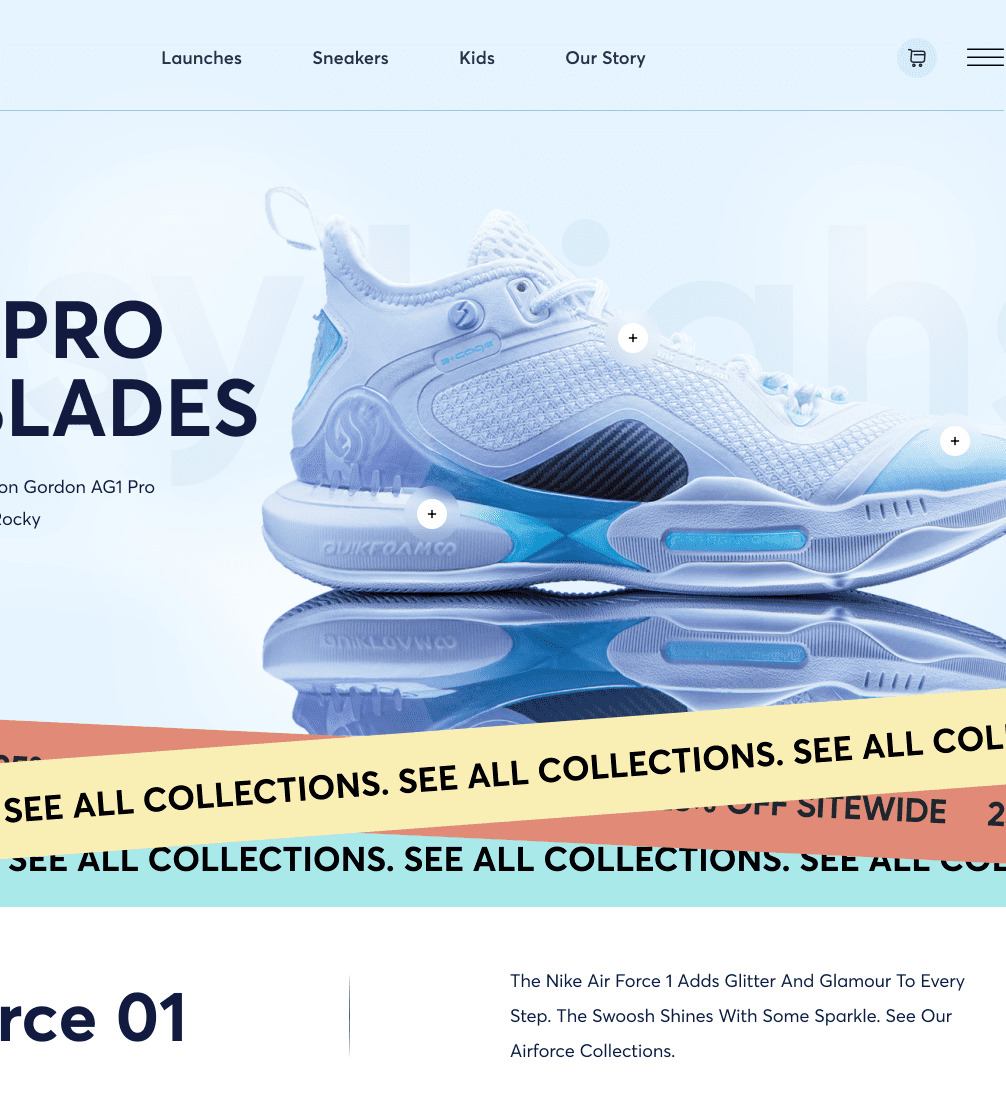 Launches Sneakers Kids Our Story
PRO
BLADES
on Gordon AG1 Pro
Rocky
QUIKFOAM
SEE ALL COLLECTIONS. SEE ALL COLLECTIONS. SEE ALL COL
% OFF SITEWIDE 2
SEE ALL COLLECTIONS. SEE ALL COLLECTIONS. SEE ALL COL
rce 01
The Nike Air Force 1 Adds Glitter And Glamour To Every
Step. The Swoosh Shines With Some Sparkle. See Our
Airforce Collections.